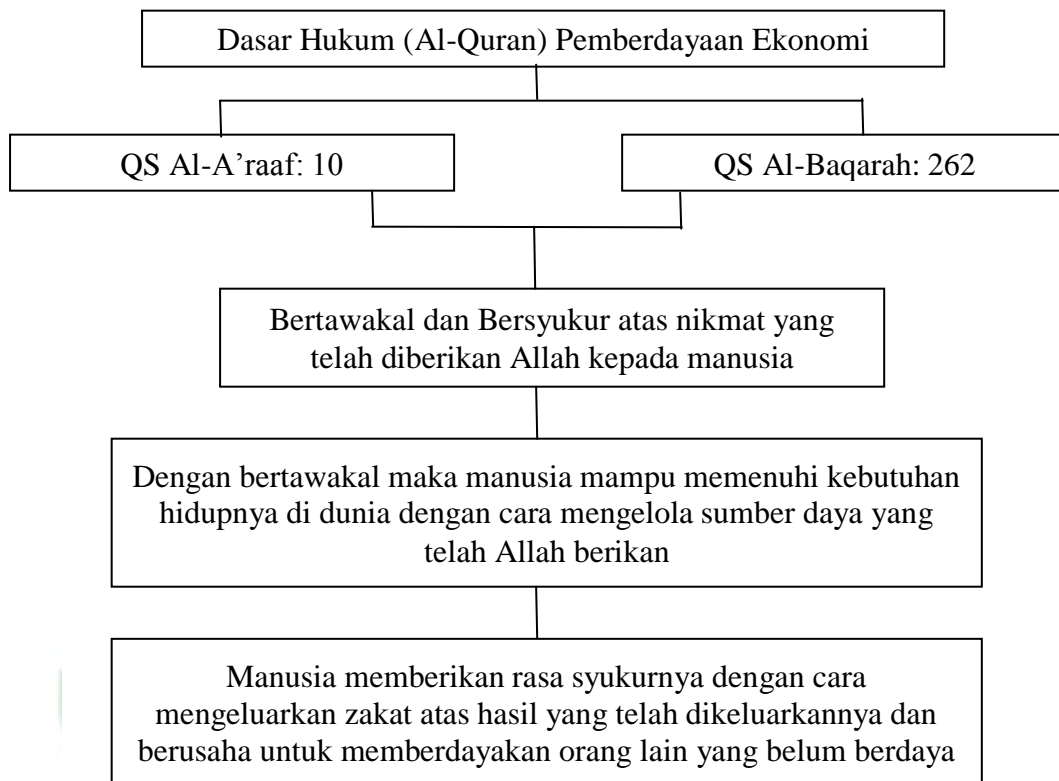 Dasar Hukum (Al-Quran) Pemberdayaan Ekonomi
QS Al-A’raaf: 10
QS Al-Baqarah: 262
Bertawakal dan Bersyukur atas nikmat yang
telah diberikan Allah kepada manusia
Dengan bertawakal maka manusia mampu memenuhi kebutuhan
hidupnya di dunia dengan cara mengelola sumber daya yang
telah Allah berikan
Manusia memberikan rasa syukurnya dengan cara
mengeluarkan zakat atas hasil yang telah dikeluarkannya dan
berusaha untuk memberdayakan orang lain yang belum berdaya